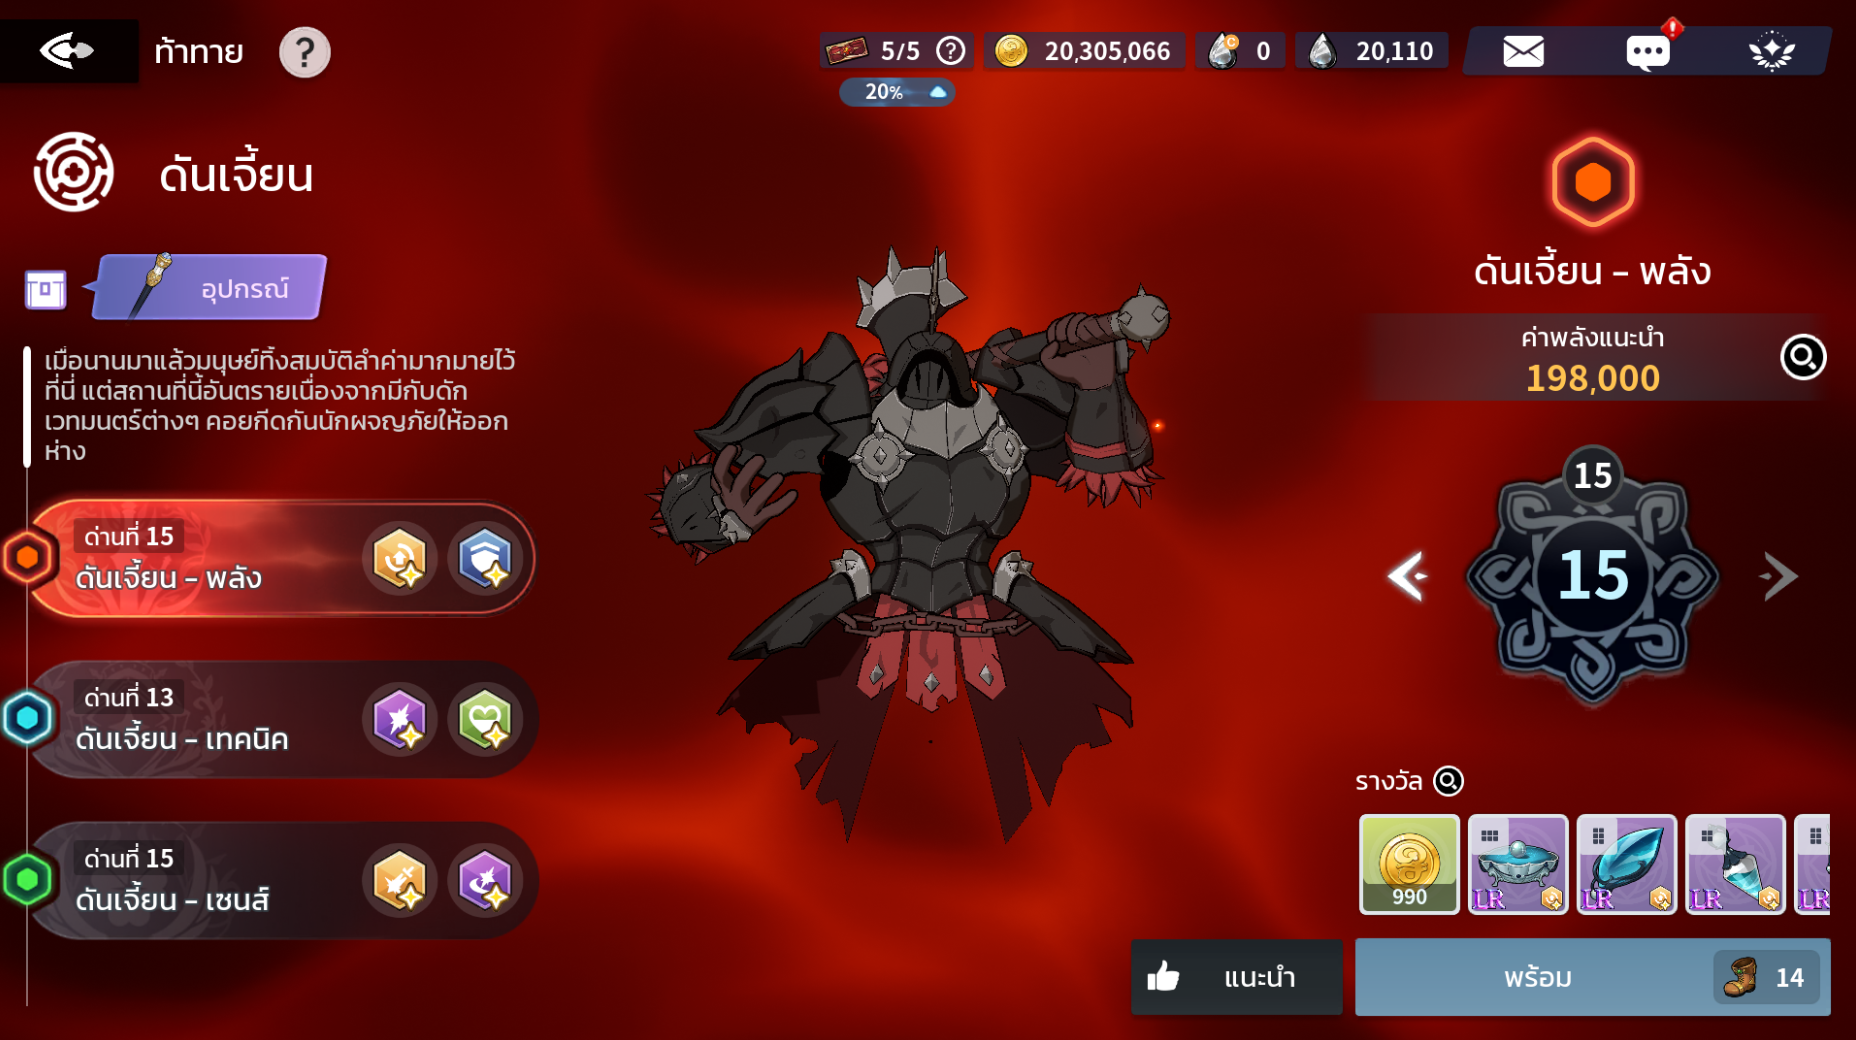 ท้าทาย
?
5/5
20,305,066
0
20,110
20%
ดันเจี้ยน
อุปกรณ์
เมื่อนานมาแล้วมนุษย์ทิ้งสมบัติล้ำค่ามากมายไว้
ที่นี่ แต่สถานที่นี้อันตรายเนื่องจากมีกับดัก
เวทมนตร์ต่างๆ คอยกีดกันนักผจญภัยให้ออก
ห่าง
ด่านที่ 15
ดันเจี้ยน – พลัง
ด่านที่ 13
ดันเจี้ยน – เทคนิค
ด่านที่ 15
ดันเจี้ยน – เซนส์
ดันเจี้ยน – พลัง
ค่าพลังแนะนำ
198,000
15
15
รางวัล
990
LR
LR
LR
LR
แนะนำ
พร้อม
14